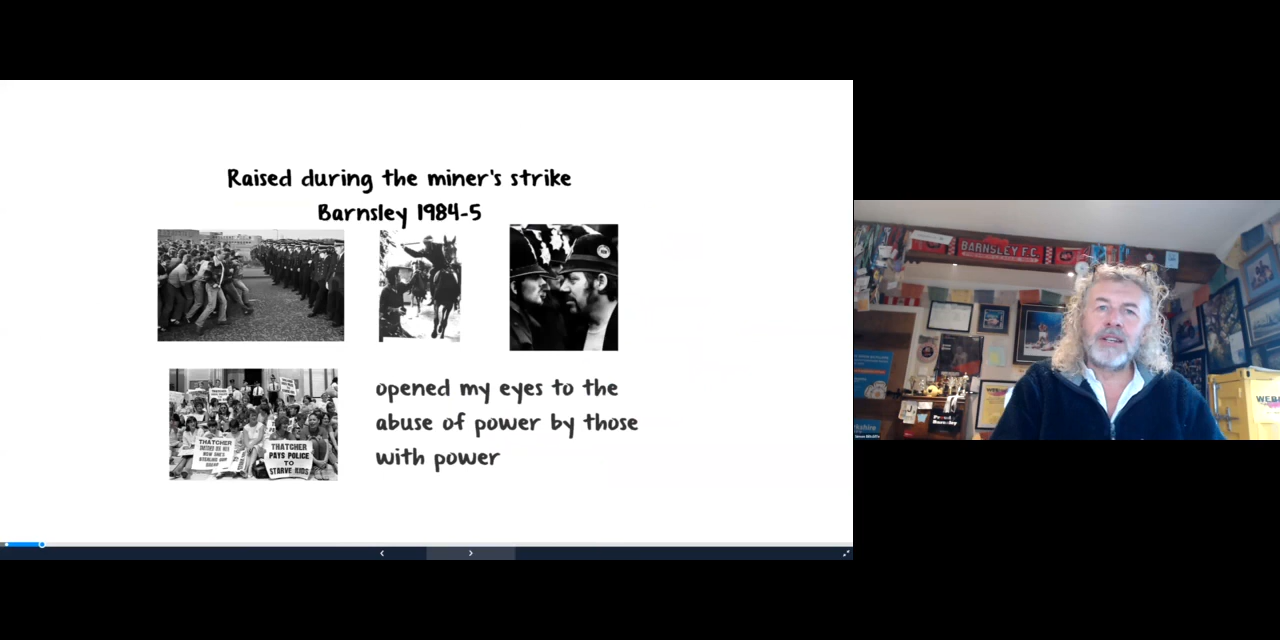 Raised during the miner's strike
Barnsley 1984-5
THATCHER
PAYS POLICE
TO
STARVE KIDS
opened my eyes to the
abuse of power by those
with power
BARNSLEY F.C.